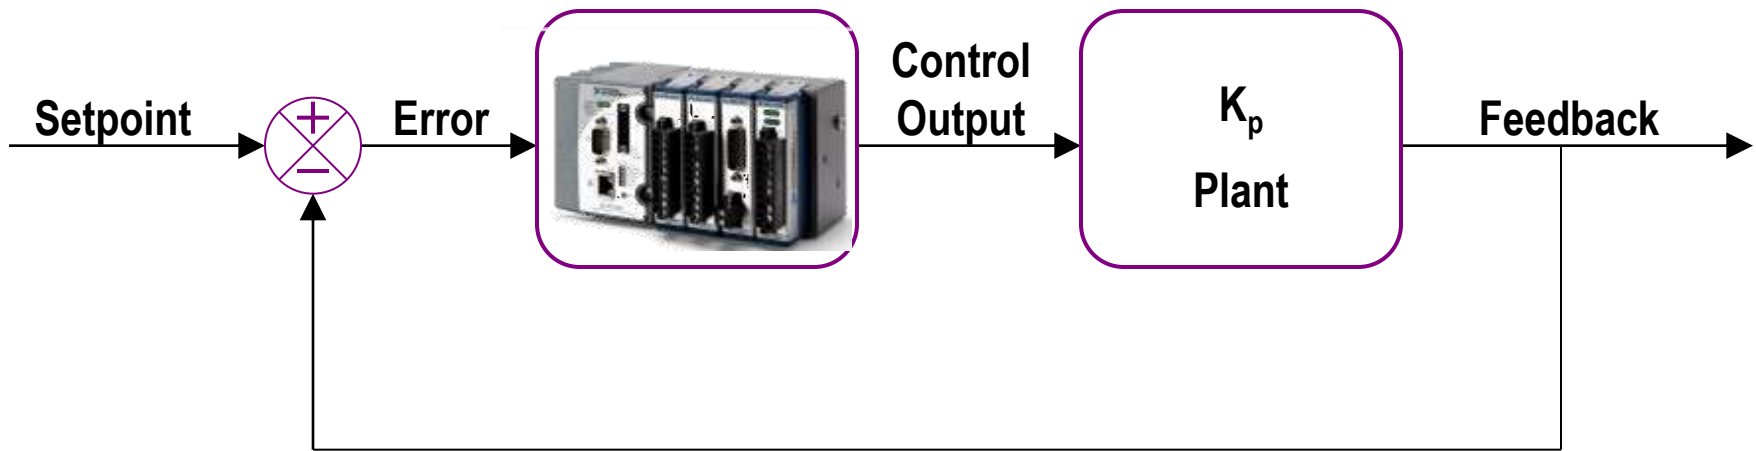 Setpoint
+
−
Error
Control
Output
Kp
Plant
Feedback